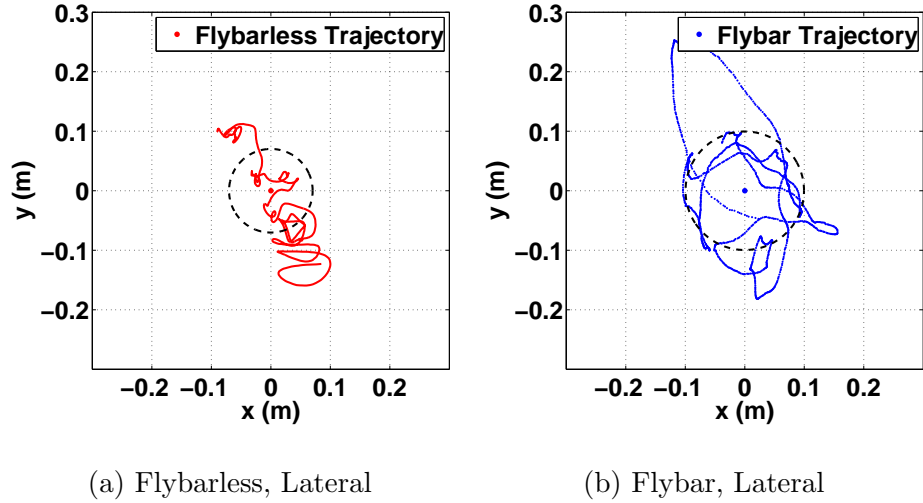 Flybarless Trajectory
y (m)
0.3
0.2
0.1
0
−0.1
−0.2
−0.2 −0.1 0 0.1 0.2
x (m)
(a) Flybarless, Lateral
Flybar Trajectory
y (m)
0.3
0.2
0.1
0
−0.1
−0.2
−0.2 −0.1 0 0.1 0.2
x (m)
(b) Flybar, Lateral